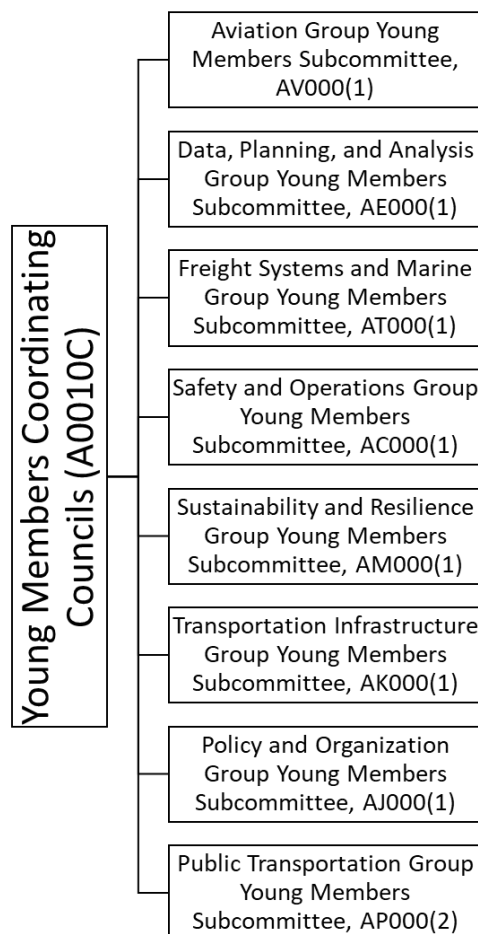 Young Members Coordinating
Councils (A0010C)
Aviation Group Young
Members Subcommittee,
AV000(1)
Data, Planning, and Analysis
Group Young Members
Subcommittee, AE000(1)
Freight Systems and Marine
Group Young Members
Subcommittee, AT000(1)
Safety and Operations Group
Young Members
Subcommittee, AC000(1)
Sustainability and Resilience
Group Young Members
Subcommittee, AM000(1)
Transportation Infrastructure
Group Young Members
Subcommittee, AK000(1)
Policy and Organization
Group Young Members
Subcommittee, AJ000(1)
Public Transportation Group
Young Members
Subcommittee, AP000(2)